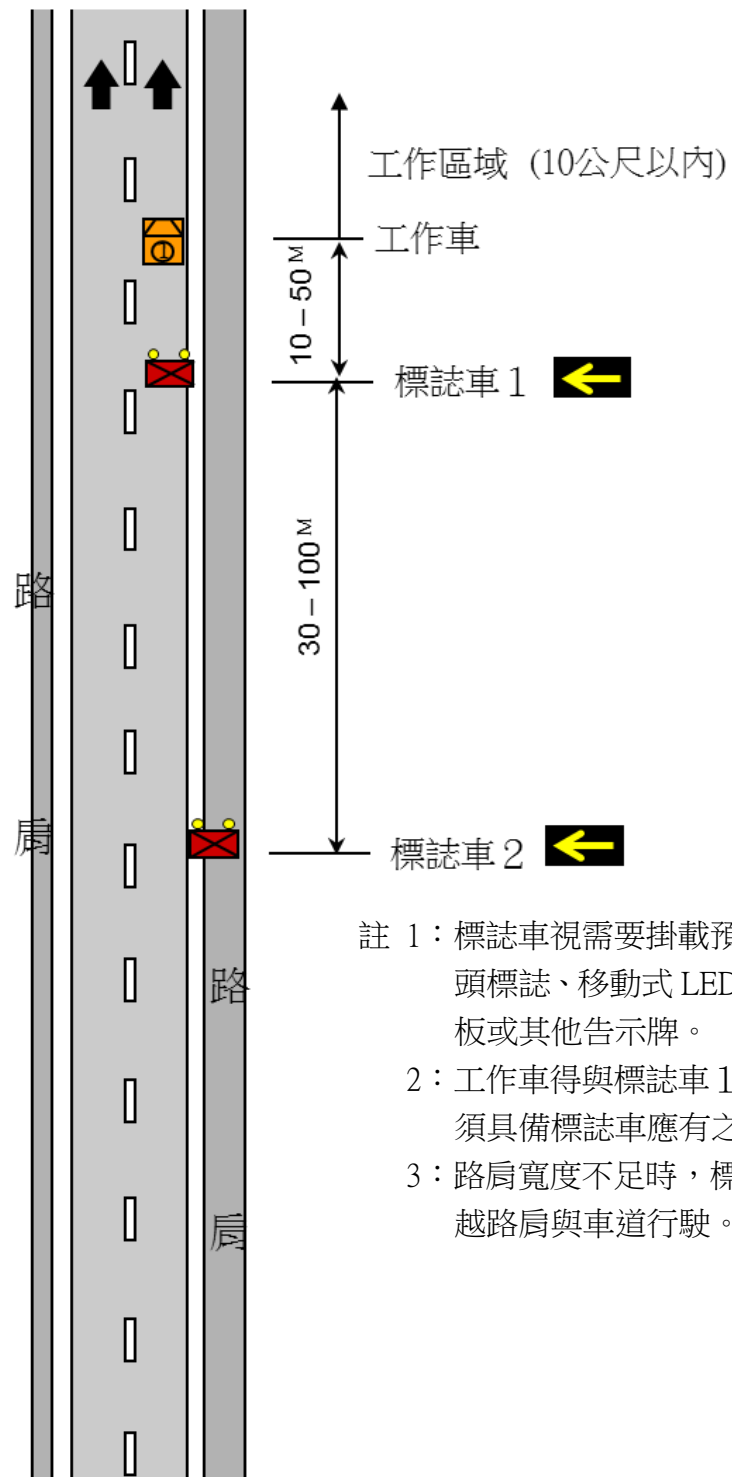 工作區域 (10公尺以內)
工作車
①
10 – 50 M
標誌車１
30 – 100 M
路
肩
標誌車２
註 1：標誌車視需要掛載預
頭標誌、移動式 LED
板或其他告示牌。
2：工作車得與標誌車１
須具備標誌車應有之
3：路肩寬度不足時，標
越路肩與車道行駛。
路
肩